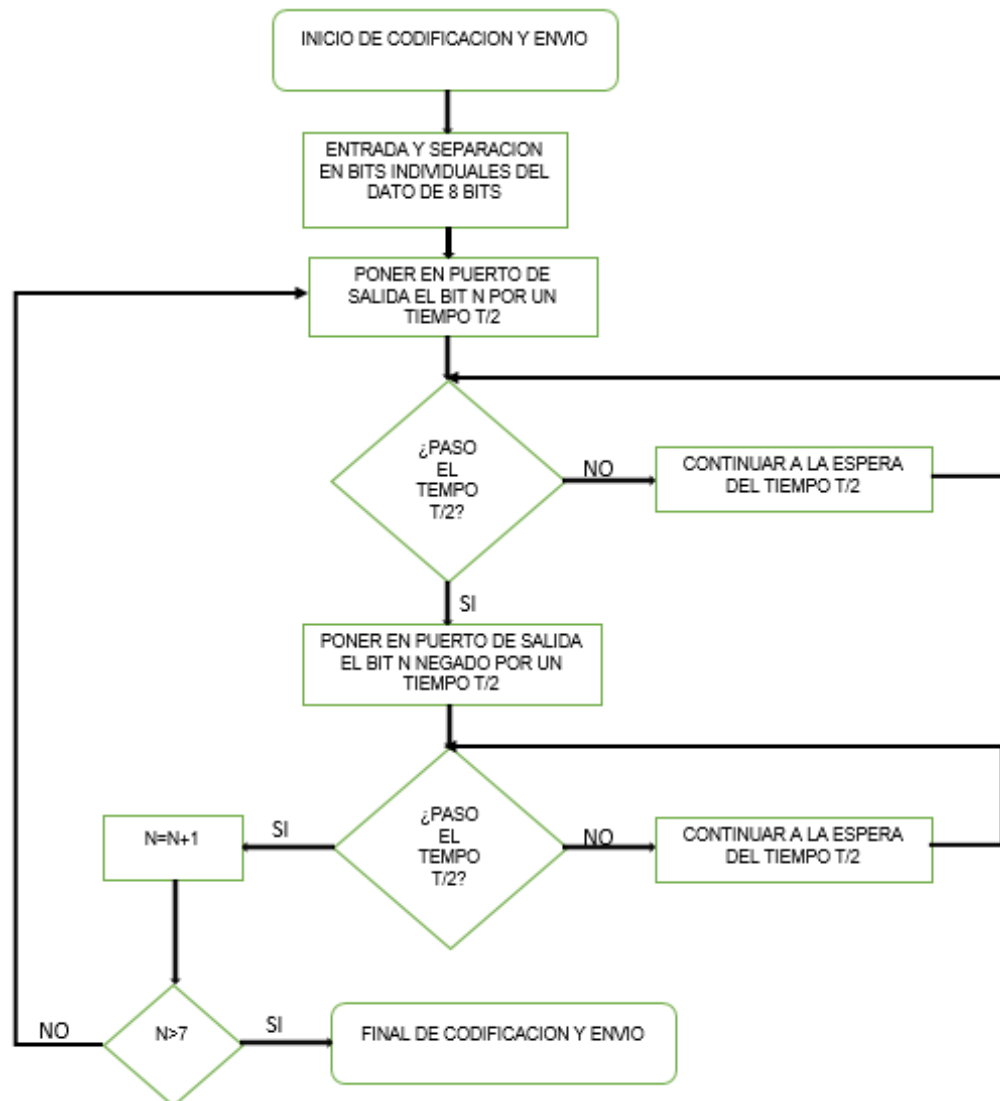 INICIO DE CODIFICACION Y ENVIO
ENTRADA Y SEPARACION
EN BITS INDIVIDUALES DEL
DATO DE 8 BITS
PONER EN PUERTO DE
SALIDA EL BIT N POR UN
TIEMPO T/2
¿PASO
EL
TEMPO
T/2?
NO
CONTINUAR A LA ESPERA
DEL TIEMPO T/2
SI
PONER EN PUERTO DE SALIDA
EL BIT N NEGADO POR UN
TIEMPO T/2
¿PASO
EL
TEMPO
T/2?
NO
CONTINUAR A LA ESPERA
DEL TIEMPO T/2
SI
N=N+1
N>7
NO
SI
FINAL DE CODIFICACION Y ENVIO